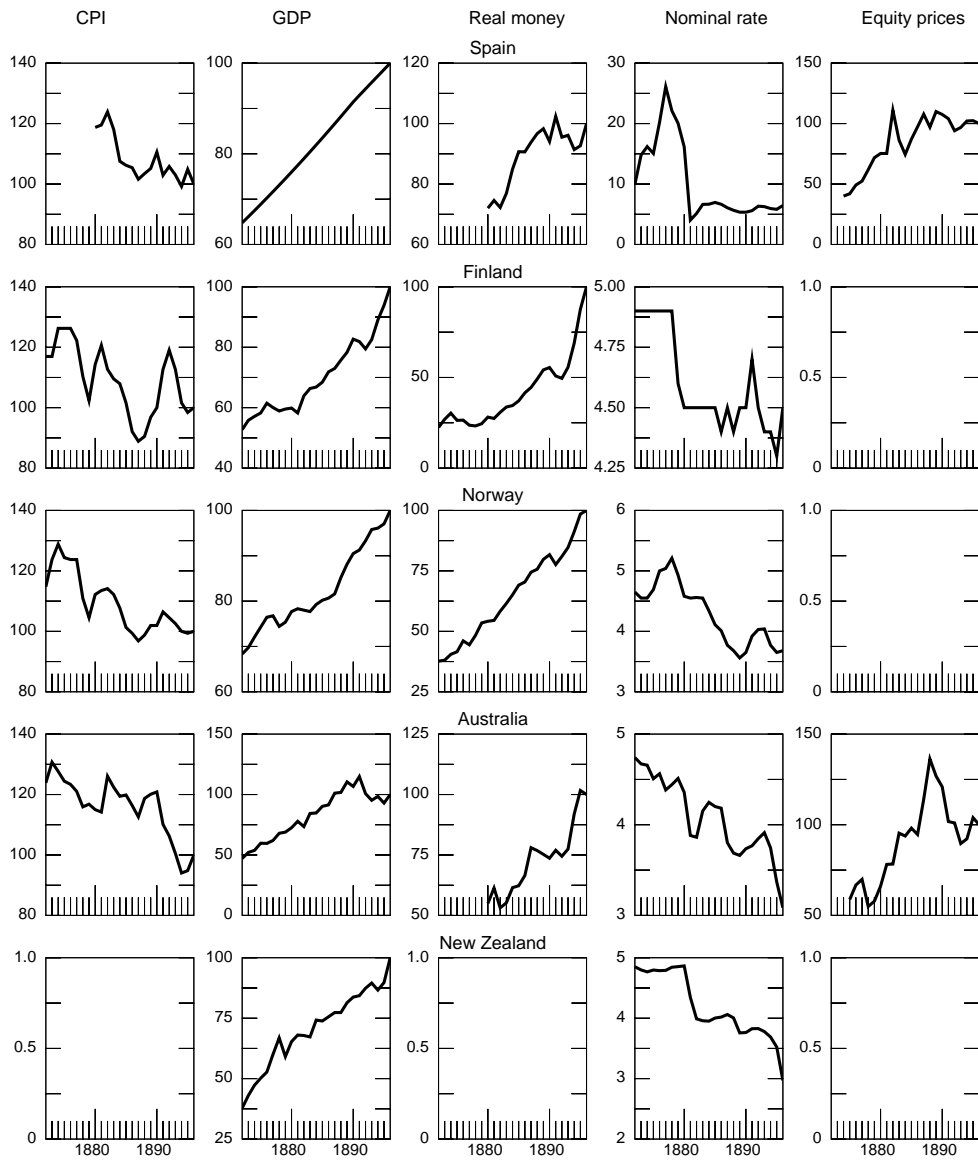 CPI GDP Real money Nominal rate Equity prices
Spain
140 100 120 30 150
120 100 20 100
80
100 80 10 50
80 60 60 0 0
Finland
140 100 100 5.00 1.0
120 80 4.75
50 0.5
100 60 4.50
80 40 0 4.25 0
Norway
140 100 100 6 1.0
120 75 5
80 0.5
100 50 4
80 60 25 3 0
Australia
140 150 125 5 150
120 100 100
4 100
100 50 75
80 0 50 3 50
New Zealand
1.0 100 1.0 5 1.0
75 4
0.5 0.5 0.5
50 3
0 25 0 2 0
1880 1890 1880 1890 1880 1890 1880 1890 1880 1890